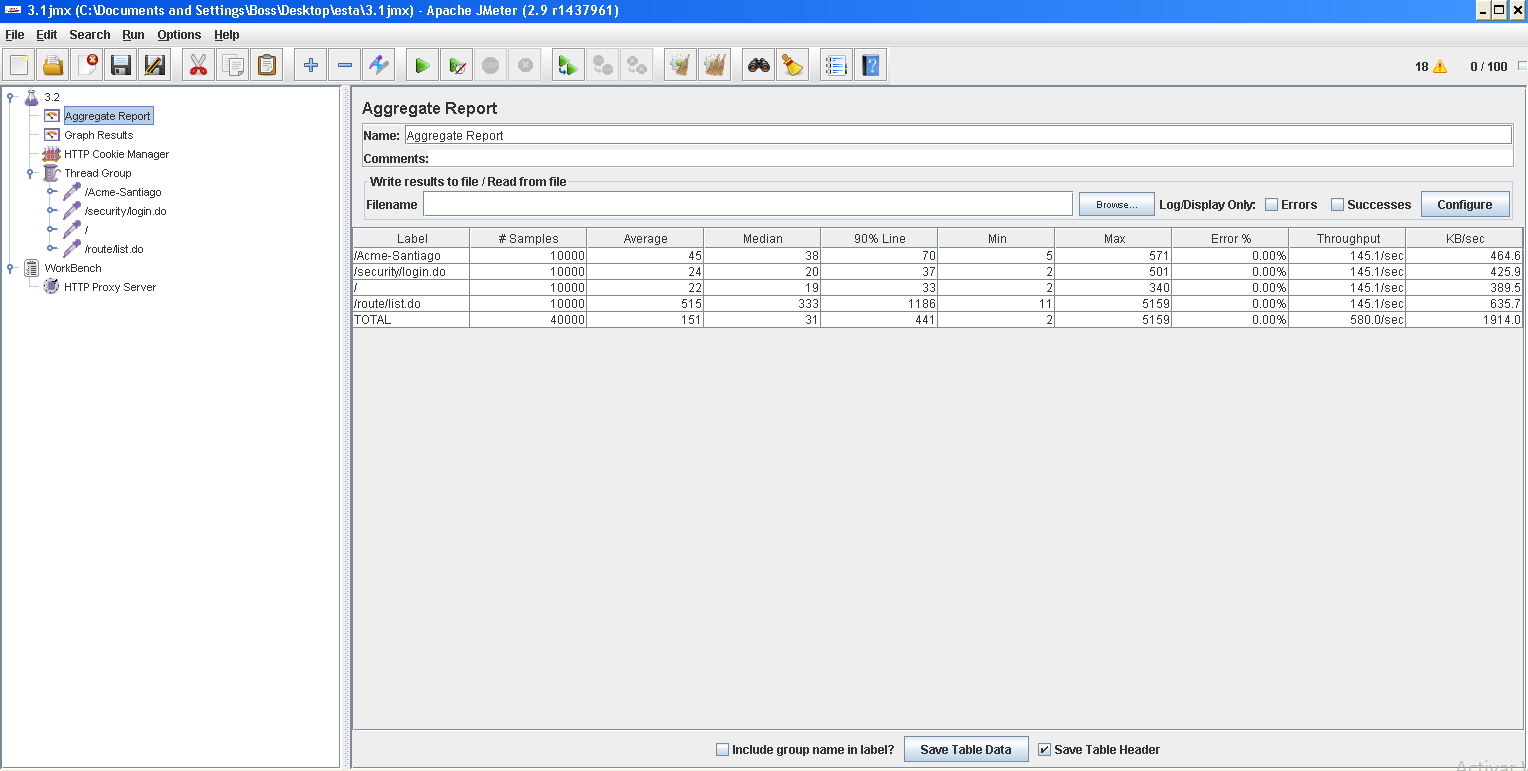 3.1jmx (C:\Documents and Settings\Boss\Desktop\esta\3.1jmx) - Apache JMeter (2.9 r1437961)
File Edit Search Run Options Help
18 0 / 100
3.2
Aggregate Report
Graph Results
HTTP Cookie Manager
Thread Group
/Acme-Santiago
/security/login.do
/
/route/list.do
WorkBench
HTTP Proxy Server
Aggregate Report
Name: Aggregate Report
Comments:
Write results to file / Read from file
Filename Browse... Log/Display Only: Errors Successes Configure
Label # Samples Average Median 90% Line Min Max Error % Throughput KB/sec
/Acme-Santiago 10000 45 38 70 5 571 0.00% 145.1/sec 464.6
/security/login.do 10000 24 20 37 2 501 0.00% 145.1/sec 425.9
/ 10000 22 19 33 2 340 0.00% 145.1/sec 389.5
/route/list.do 10000 515 333 1186 11 5159 0.00% 145.1/sec 635.7
TOTAL 40000 151 31 441 2 5159 0.00% 580.0/sec 1914.0
Include group name in label? Save Table Data Save Table Header
Activar